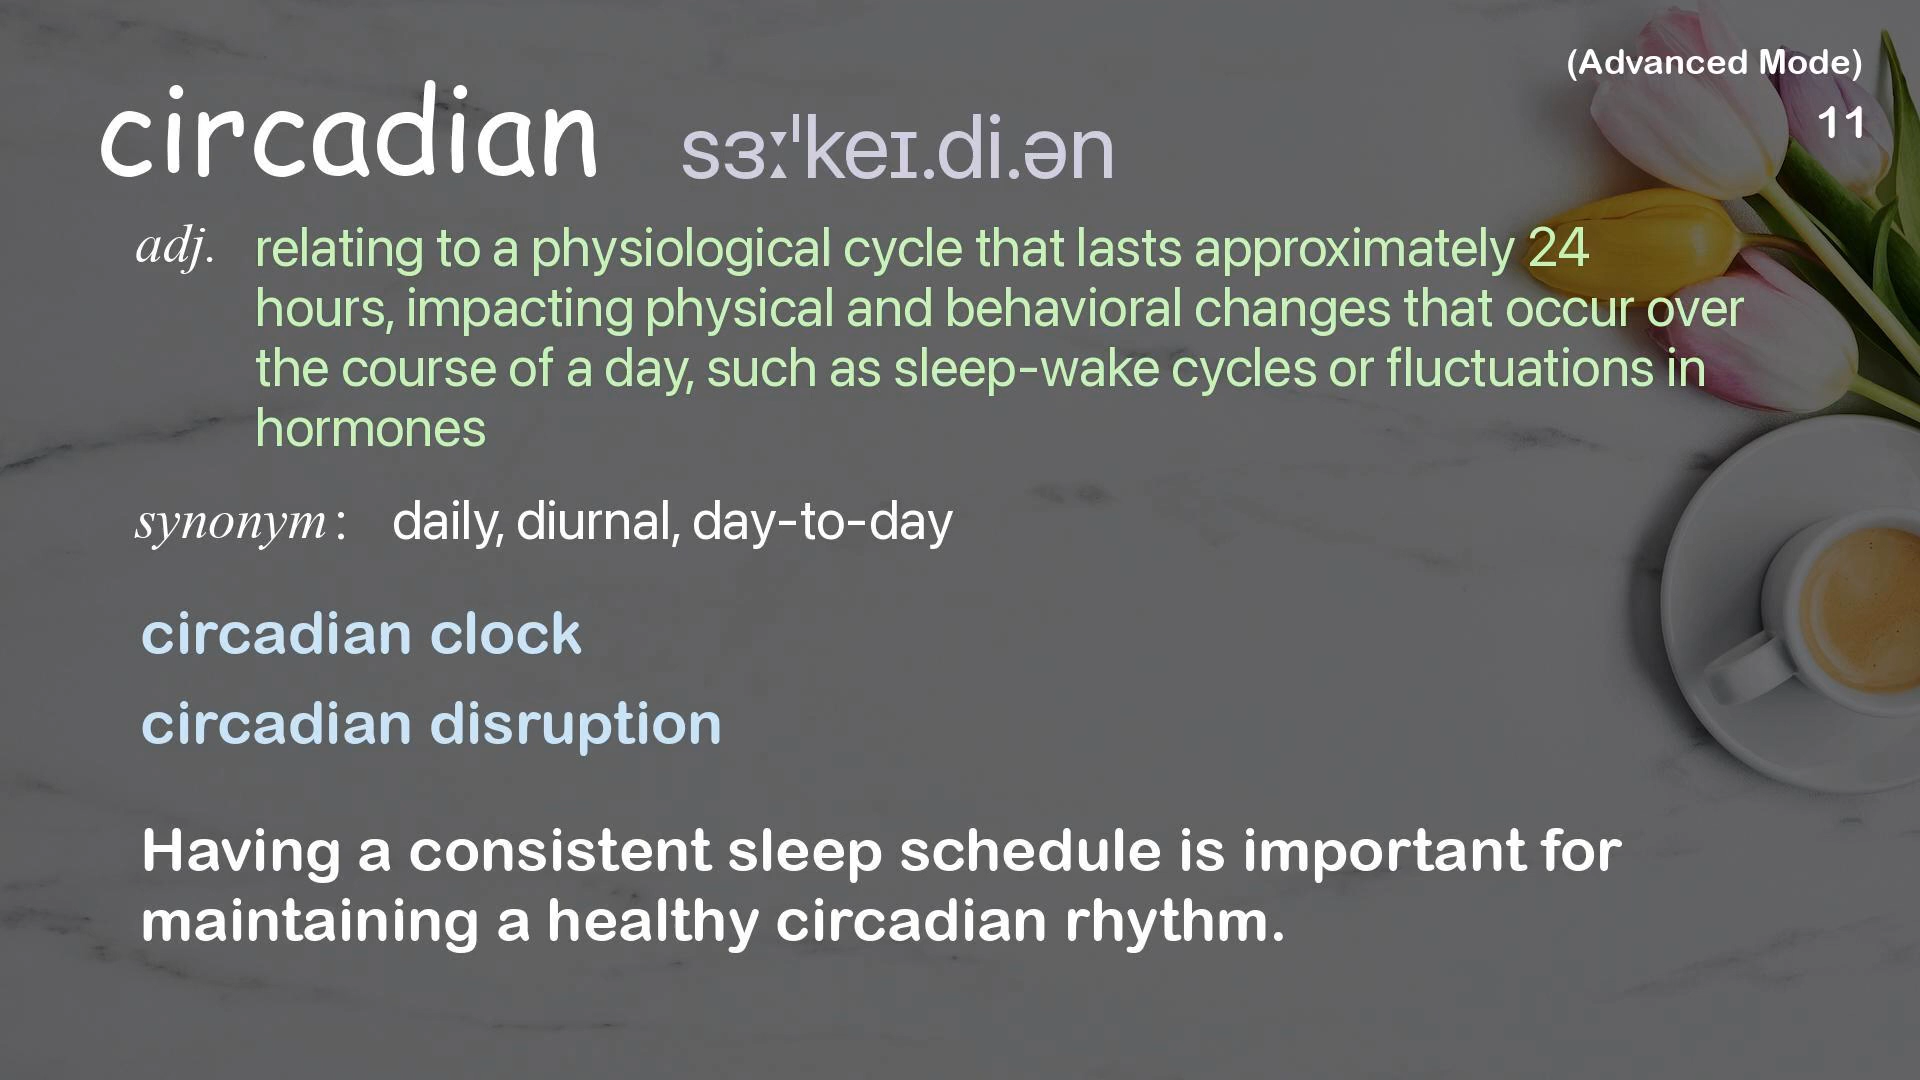 (Advanced Mode)
11
circadian sɜːˈkeɪ.di.ən
adj. relating to a physiological cycle that lasts approximately 24
hours, impacting physical and behavioral changes that occur over
the course of a day, such as sleep-wake cycles or fluctuations in
hormones
synonym: daily, diurnal, day-to-day
circadian clock
circadian disruption
Having a consistent sleep schedule is important for
maintaining a healthy circadian rhythm.